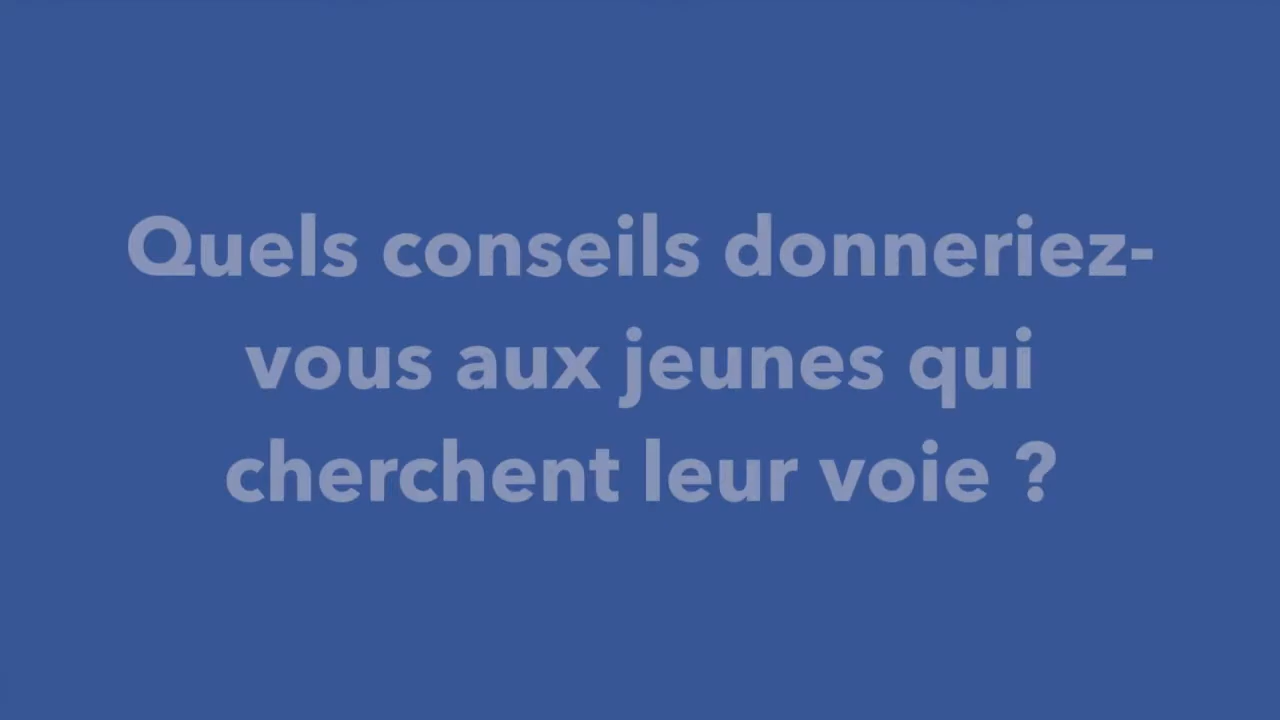 Quels conseils donneriez-
vous aux jeunes qui
cherchent leur voie ?